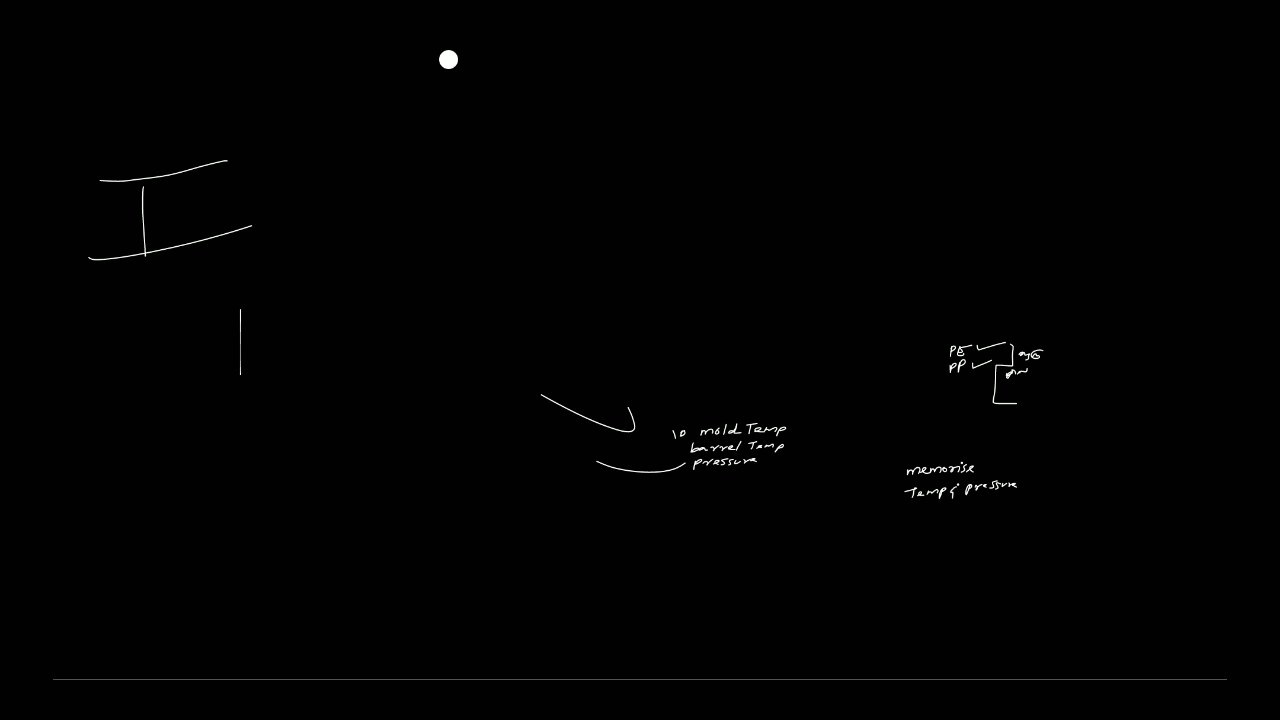 PE
PP
10 mold Temp
barrel Temp
pressure
memorise
Temp & pressure